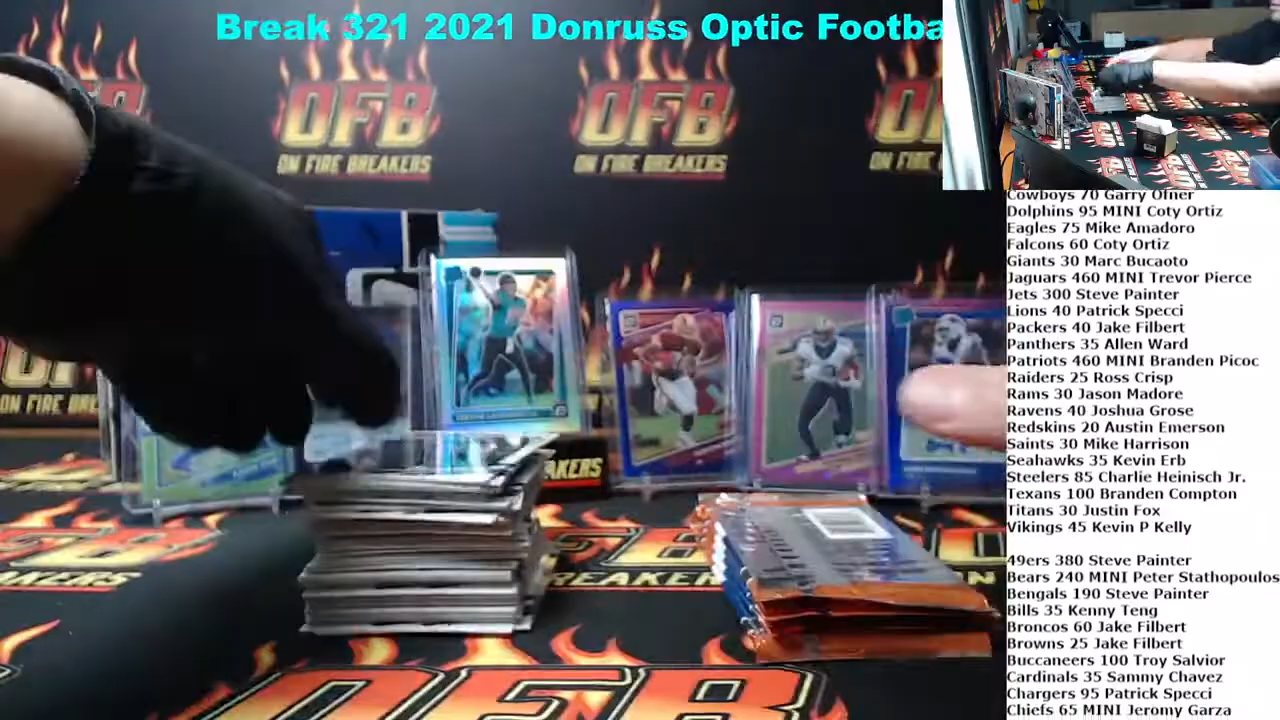 Break 321 2021 Donruss Optic Footba
OFB
ON FIRE BREAKERS
OFB
ON FIRE BREAKERS
ON FIRE
Cowboys 70 Garry Ofner
Dolphins 95 MINI Coty Ortiz
Eagles 75 Mike Amadoro
Falcons 60 Coty Ortiz
Giants 30 Marc Bucaoto
Jaguars 460 MINI Trevor Pierce
Jets 300 Steve Painter
Lions 40 Patrick Specci
Packers 40 Jake Filbert
Panthers 35 Allen Ward
Patriots 460 MINI Branden Picoc
Raiders 25 Ross Crisp
Rams 30 Jason Madore
Ravens 40 Joshua Grose
Redskins 20 Austin Emerson
Saints 30 Mike Harrison
Seahawks 35 Kevin Erb
Steelers 85 Charlie Heinisch Jr.
Texans 100 Branden Compton
Titans 30 Justin Fox
Vikings 45 Kevin P Kelly
49ers 380 Steve Painter
Bears 240 MINI Peter Stathopoulos
Bengals 190 Steve Painter
Bills 35 Kenny Teng
Broncos 60 Jake Filbert
Browns 25 Jake Filbert
Buccaneers 100 Troy Salvior
Cardinals 35 Sammy Chavez
Chargers 95 Patrick Specci
Chiefs 65 MINI Jeromy Garza